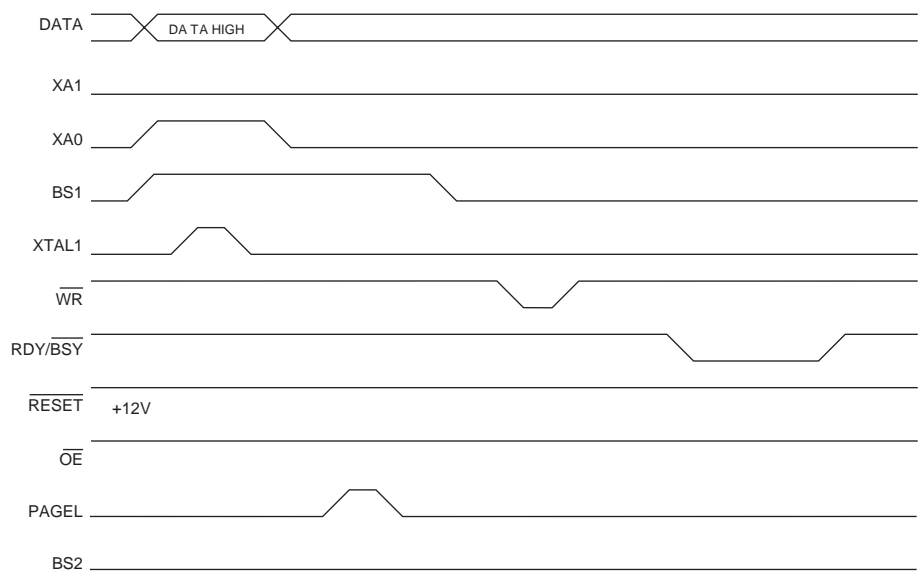 DATA
DA TA HIGH
XA1
XA0
BS1
XTAL1
WR
RDY/BSY
RESET
+12V
OE
PAGEL
BS2